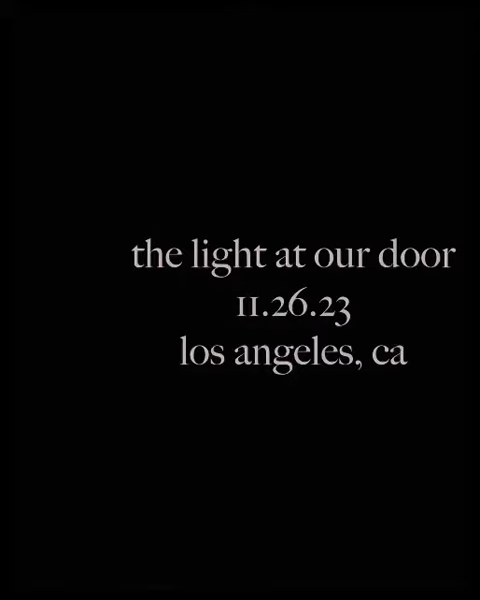 the light at our door
11.26.23
los angeles, ca